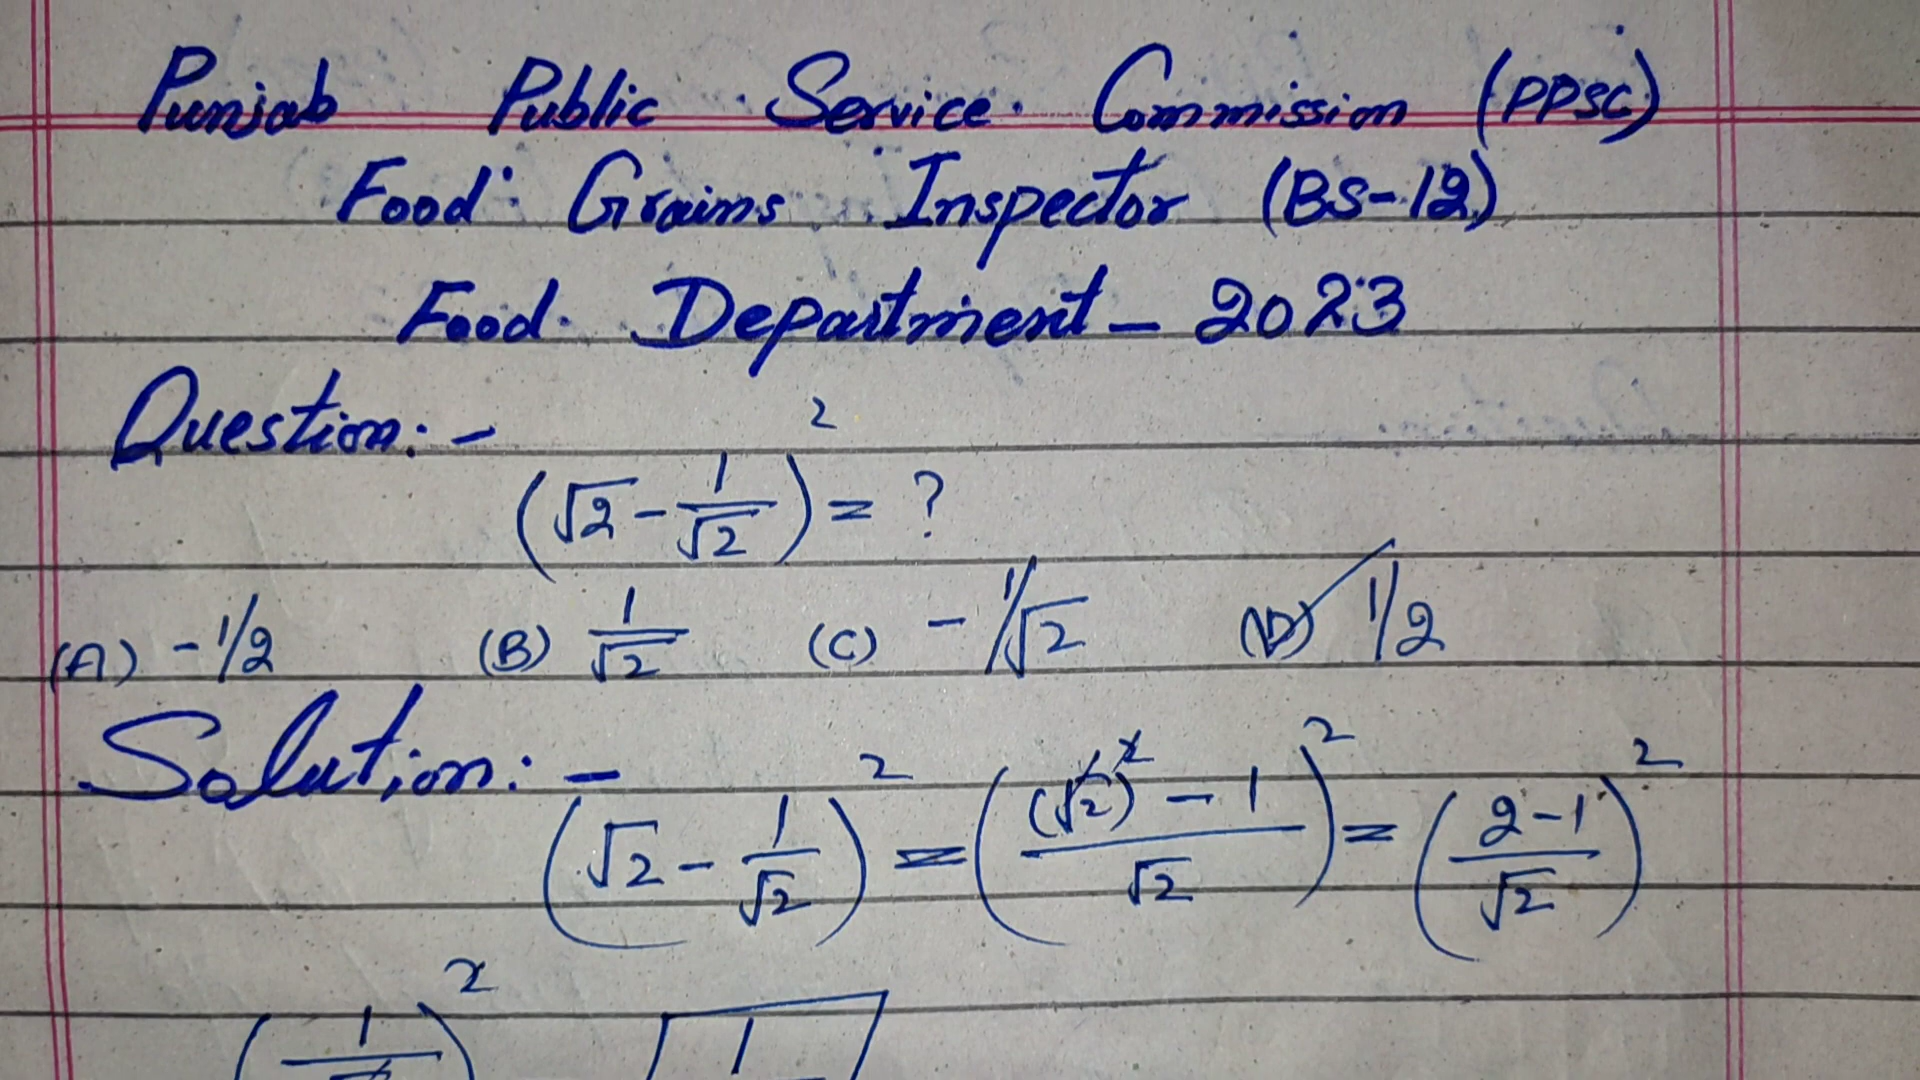 Punjab Public Service Commission (PPSC)
Food Grains Inspector (BS-12)
Food Department - 2023
Question:-
(√2 - 1/√2)² = ?
(A) -1/2 (B) 1/√2 (C) -1/√2 (D) 1/2
Solution:-
(√2 - 1/√2)² = (((√2)² - 1)/√2)² = ((2-1)/√2)²